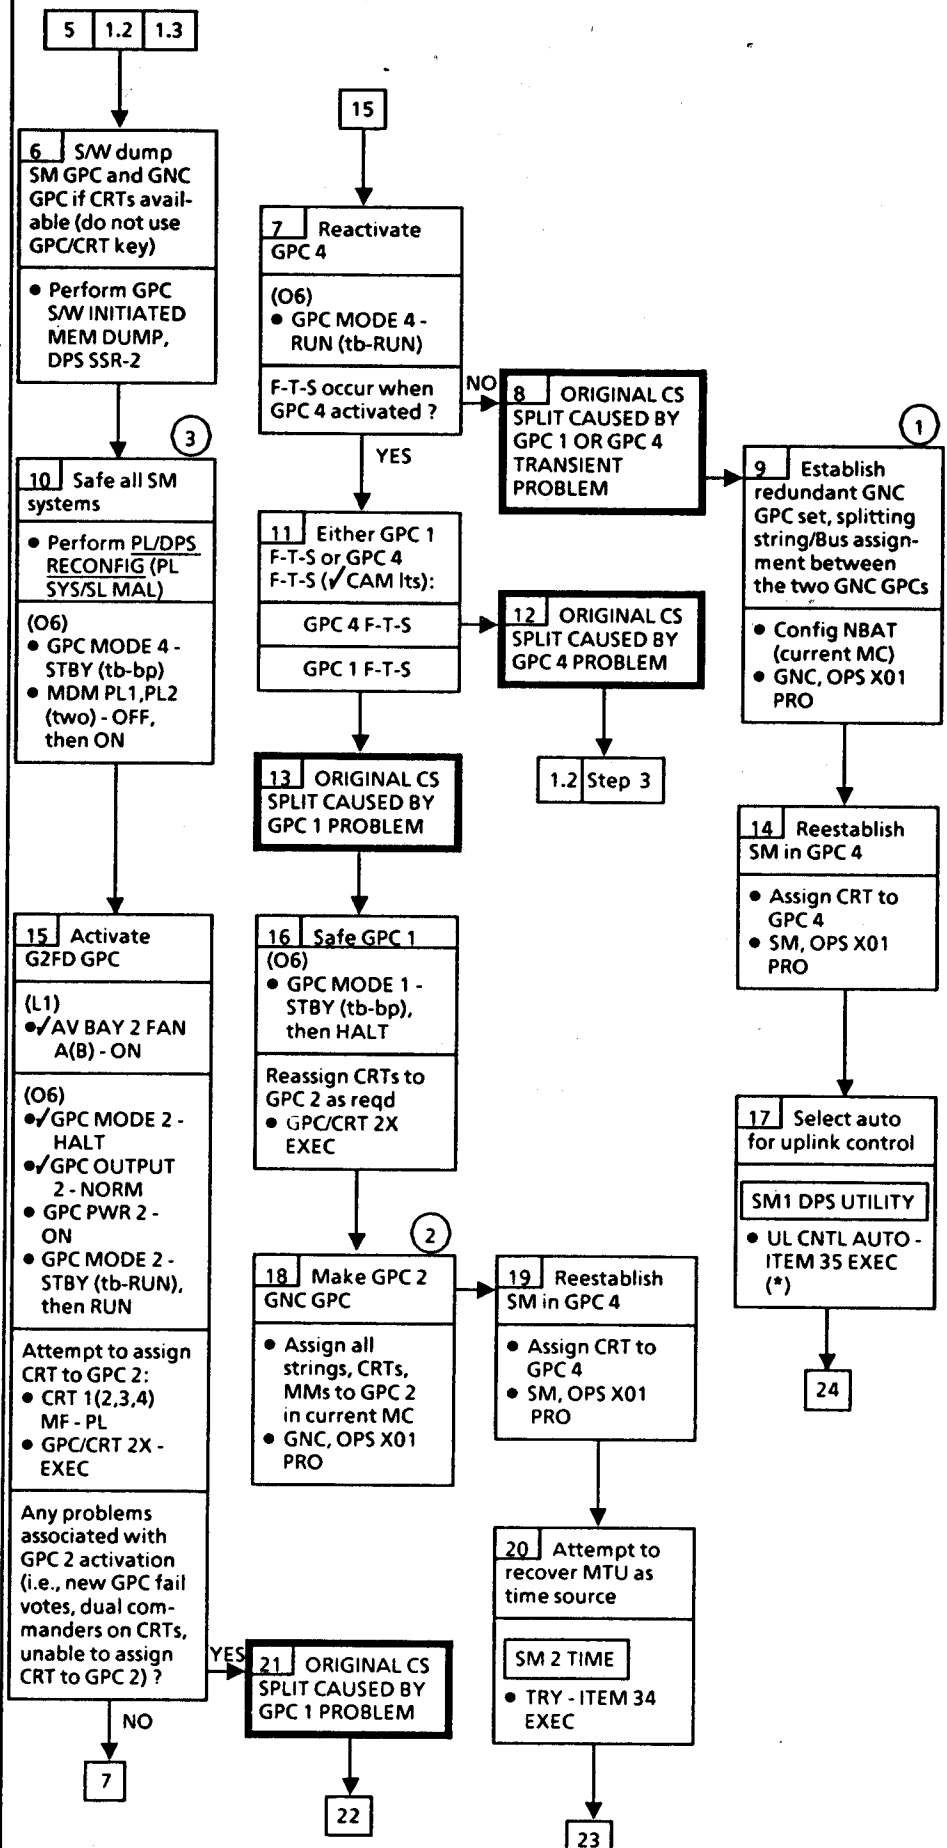 5 1.2 1.3
6 S/W dump
SM GPC and GNC
GPC if CRTs avail-
able (do not use
GPC/CRT key)
● Perform GPC
S/W INITIATED
MEM DUMP,
DPS SSR-2
3
10 Safe all SM
systems
● Perform PL/DPS
RECONFIG (PL
SYS/SL MAL)
(O6)
● GPC MODE 4 -
STBY (tb-bp)
● MDM PL1,PL2
(two) - OFF,
then ON
15 Activate
G2FD GPC
(L1)
●✓AV BAY 2 FAN
A(B) - ON
(O6)
●✓GPC MODE 2 -
HALT
●✓GPC OUTPUT
2 - NORM
● GPC PWR 2 -
ON
● GPC MODE 2 -
STBY (tb-RUN),
then RUN
Attempt to assign
CRT to GPC 2:
● CRT 1(2,3,4)
MF - PL
● GPC/CRT 2X -
EXEC
Any problems
associated with
GPC 2 activation
(i.e., new GPC fail
votes, dual com-
manders on CRTs,
unable to assign
CRT to GPC 2) ?
YES
NO
7
15
7 Reactivate
GPC 4
(O6)
● GPC MODE 4 -
RUN (tb-RUN)
F-T-S occur when
GPC 4 activated ?
NO
YES
8 ORIGINAL CS
SPLIT CAUSED BY
GPC 1 OR GPC 4
TRANSIENT
PROBLEM
11 Either GPC 1
F-T-S or GPC 4
F-T-S (✓CAM lts):
GPC 4 F-T-S
GPC 1 F-T-S
12 ORIGINAL CS
SPLIT CAUSED BY
GPC 4 PROBLEM
1.2 Step 3
13 ORIGINAL CS
SPLIT CAUSED BY
GPC 1 PROBLEM
16 Safe GPC 1
(O6)
● GPC MODE 1 -
STBY (tb-bp),
then HALT
Reassign CRTs to
GPC 2 as reqd
● GPC/CRT 2X
EXEC
2
18 Make GPC 2
GNC GPC
● Assign all
strings, CRTs,
MMs to GPC 2
in current MC
● GNC, OPS X01
PRO
19 Reestablish
SM in GPC 4
● Assign CRT to
GPC 4
● SM, OPS X01
PRO
20 Attempt to
recover MTU as
time source
SM 2 TIME
● TRY - ITEM 34
EXEC
23
21 ORIGINAL CS
SPLIT CAUSED BY
GPC 1 PROBLEM
22
1
9 Establish
redundant GNC
GPC set, splitting
string/Bus assign-
ment between
the two GNC GPCs
● Config NBAT
(current MC)
● GNC, OPS X01
PRO
14 Reestablish
SM in GPC 4
● Assign CRT to
GPC 4
● SM, OPS X01
PRO
17 Select auto
for uplink control
SM1 DPS UTILITY
● UL CNTL AUTO -
ITEM 35 EXEC
(*)
24